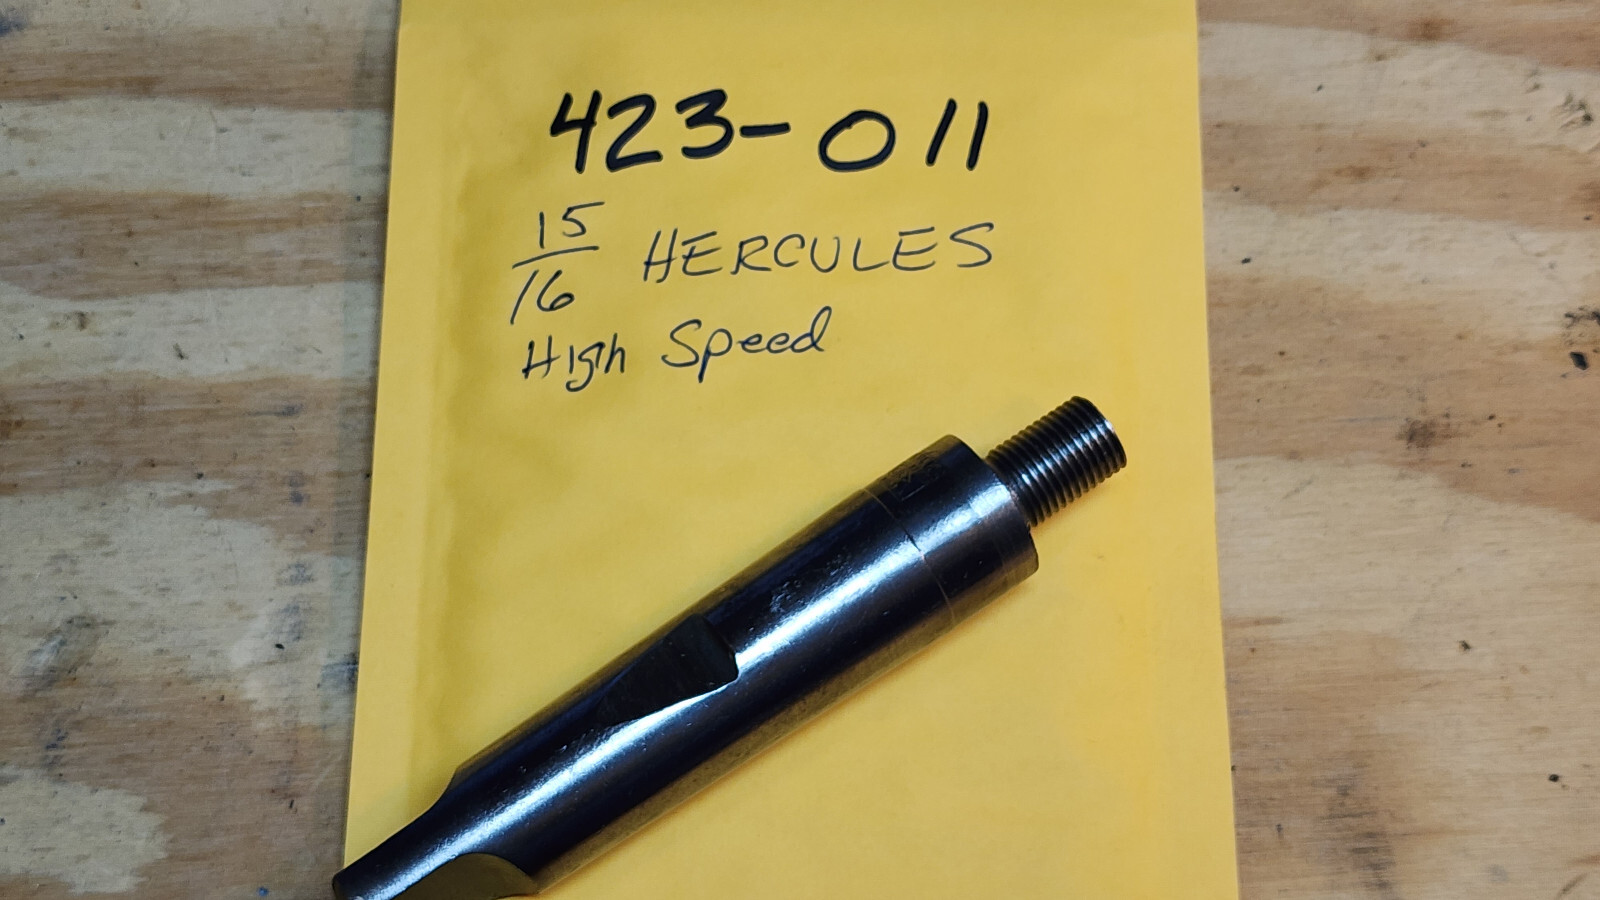 423-011
15/16 HERCULES
High Speed